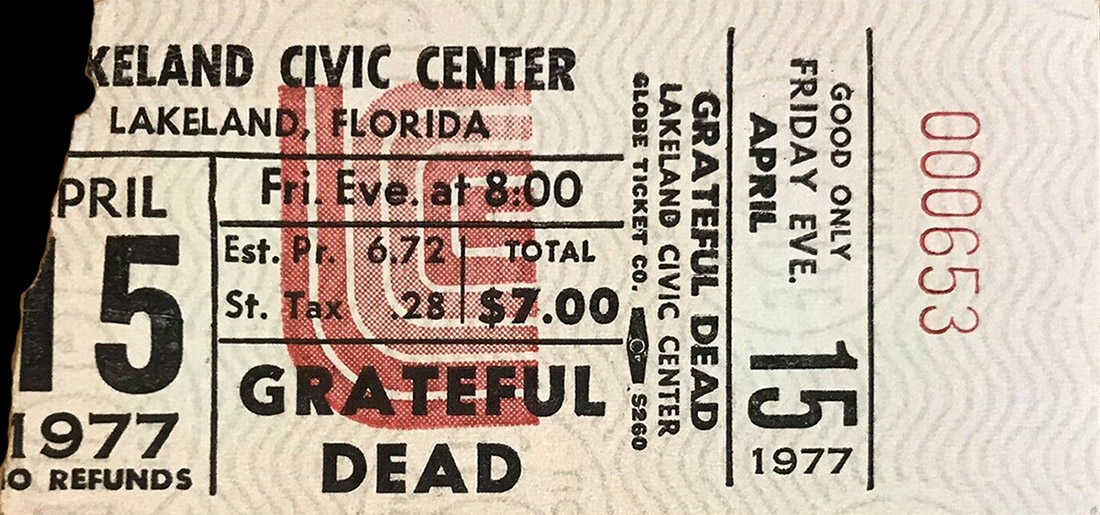 KELAND CIVIC CENTER
LAKELAND, FLORIDA
PRIL
15
1977
O REFUNDS
Fri. Eve. at 8:00
Est. Pr. 6.72 TOTAL
St. Tax .28 $7.00
GRATEFUL
DEAD
GLOBE TICKET CO. S260
LAKELAND CIVIC CENTER
GRATEFUL DEAD
GOOD ONLY
FRIDAY EVE.
APRIL 15
1977
000653